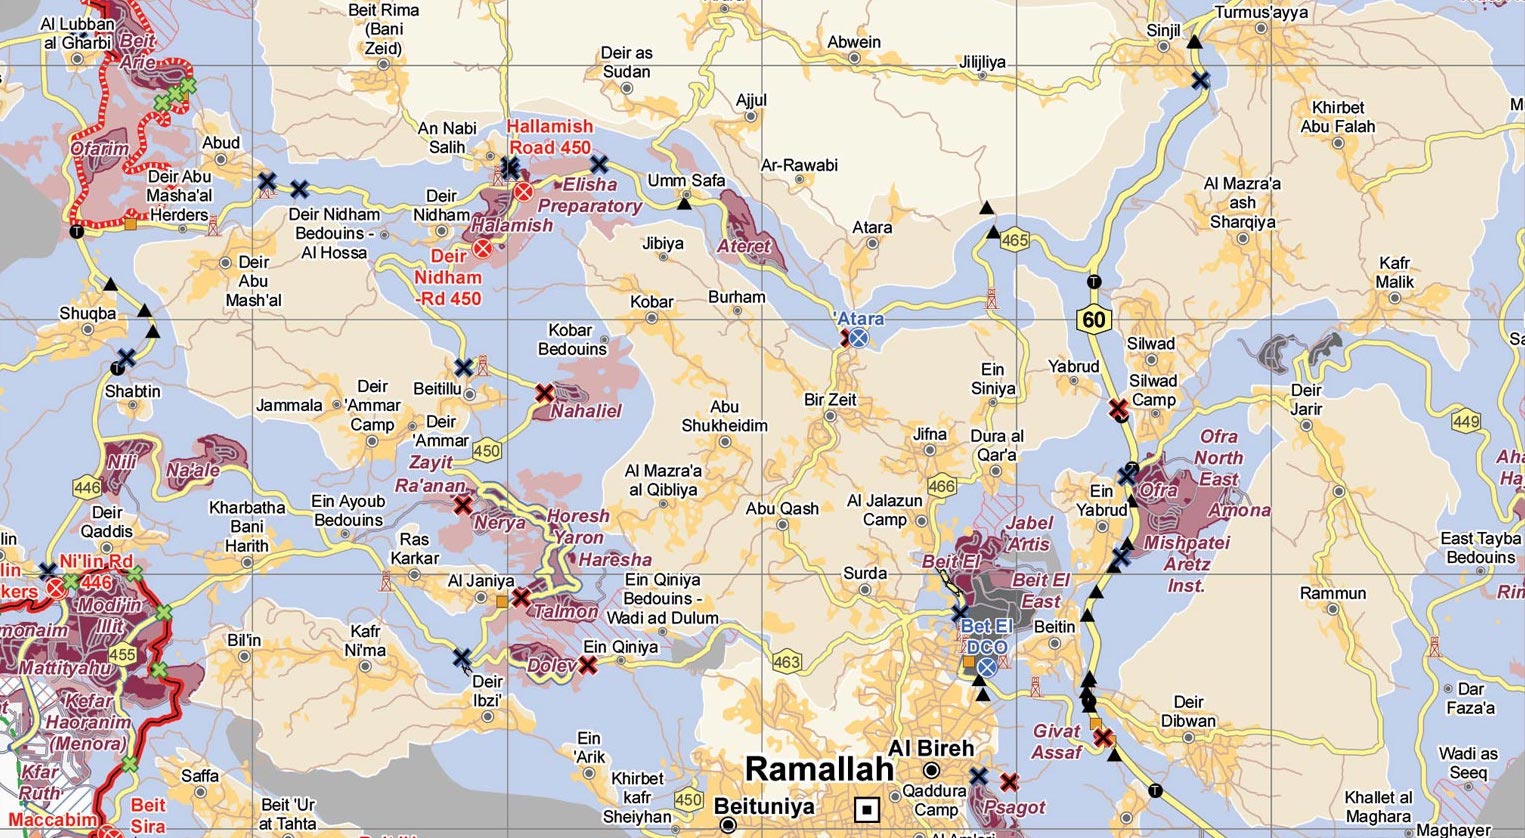 Al Lubban
al Gharbi
Beit
Arie
Beit Rima
(Bani
Zeid)
Deir as
Sudan
Abwein
Jilijliya
Sinjil
Turmus'ayya
Khirbet
Abu Falah
Ajjul
Ofarim
Abud
An Nabi
Salih
Hallamish
Road 450
Elisha
Preparatory
Umm Safa
Ar-Rawabi
Al Mazra'a
ash
Sharqiya
Deir Abu
Masha'al
Herders
Deir Nidham
Bedouins -
Al Hossa
Deir
Nidham
Halamish
Deir
Nidham
-Rd 450
Jibiya
Ateret
Atara
465
Kafr
Malik
Deir
Abu
Mash'al
Shuqba
Kobar
Burham
'Atara
60
Kobar
Bedouins
Silwad
Yabrud
Silwad
Camp
Ein
Siniya
Shabtin
Jammala
Deir
'Ammar
Camp
Beitillu
Deir
'Ammar
Nahaliel
Abu
Shukheidim
Bir Zeit
Jifna
Dura al
Qar'a
Deir
Jarir
449
450
Nili
Na'ale
446
Zayit
Ra'anan
Nerya
Al Mazra'a
al Qibliya
466
Ofra
North
East
Ofra
Amona
Deir
Qaddis
Kharbatha
Bani
Harith
Ein Ayoub
Bedouins
Horesh
Yaron
Haresha
Abu Qash
Al Jalazun
Camp
Jabel
Artis
Ein
Yabrud
Mishpatei
Aretz
Inst.
East Tayba
Bedouins
Ni'lin Rd
446
Ras
Karkar
Al Janiya
Talmon
Ein Qiniya
Bedouins -
Wadi ad Dulum
Surda
Beit El
Beit El
East
Rammun
Modi'in
Illit
455
Mattityahu
Bil'in
Kafr
Ni'ma
Dolev
Ein Qiniya
463
Bet El
DCO
Beitin
Kefar
Haoranim
(Menora)
Deir
Ibzi'
Givat
Assaf
Deir
Dibwan
Dar
Faza'a
Kfar
Ruth
Saffa
Ein
'Arik
Ramallah
Al Bireh
Wadi as
Seeq
Maccabim
Beit
Sira
Beit 'Ur
at Tahta
Khirbet
kafr
Sheiyhan
450
Beituniya
Qaddura
Camp
Psagot
Khallet al
Maghara
Maghayer